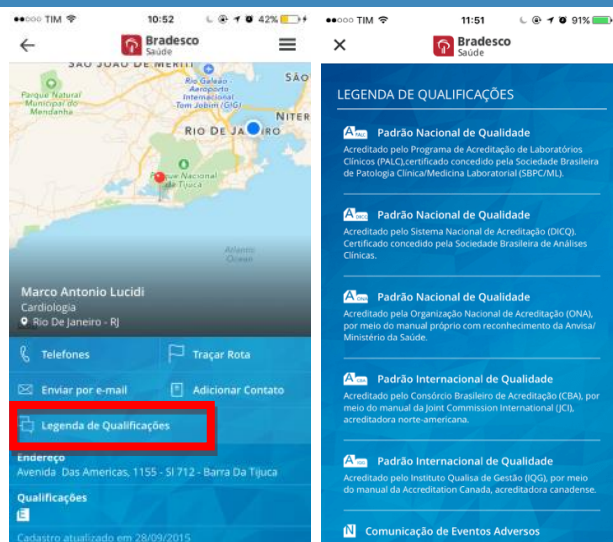 TIM 10:52 42%
Bradesco
Saúde
SÃO JOÃO DE MERITI
Parque Natural
Municipal do
Mendanha
Rio Galeão -
Aeroporto
Internacional
Tom Jobim (GIG)
SÃO
NITER
RIO DE JANEIRO
Parque Nacional
da Tijuca
Atlantic
Ocean
Marco Antonio Lucidi
Cardiologia
Rio De Janeiro - RJ
Telefones
Traçar Rota
Enviar por e-mail
Adicionar Contato
Legenda de Qualificações
Endereço
Avenida Das Americas, 1155 - Sl 712 - Barra Da Tijuca
Qualificações
E
Cadastro atualizado em 28/09/2015
TIM 11:51 91%
Bradesco
Saúde
LEGENDA DE QUALIFICAÇÕES
A PALC Padrão Nacional de Qualidade
Acreditado pelo Programa de Acreditação de Laboratórios
Clínicos (PALC),certificado concedido pela Sociedade Brasileira
de Patologia Clínica/Medicina Laboratorial (SBPC/ML).
A DICQ Padrão Nacional de Qualidade
Acreditado pelo Sistema Nacional de Acreditação (DICQ).
Certificado concedido pela Sociedade Brasileira de Análises
Clínicas.
A ONA Padrão Nacional de Qualidade
Acreditado pela Organização Nacional de Acreditação (ONA),
por meio do manual próprio com reconhecimento da Anvisa/
Ministério da Saúde.
A CBA Padrão Internacional de Qualidade
Acreditado pelo Consórcio Brasileiro de Acreditação (CBA), por
meio do manual da Joint Commission International (JCI),
acreditadora norte-americana.
A IQG Padrão Internacional de Qualidade
Acreditado pelo Instituto Qualisa de Gestão (IQG), por meio
do manual da Accreditation Canada, acreditadora canadense.
N Comunicação de Eventos Adversos